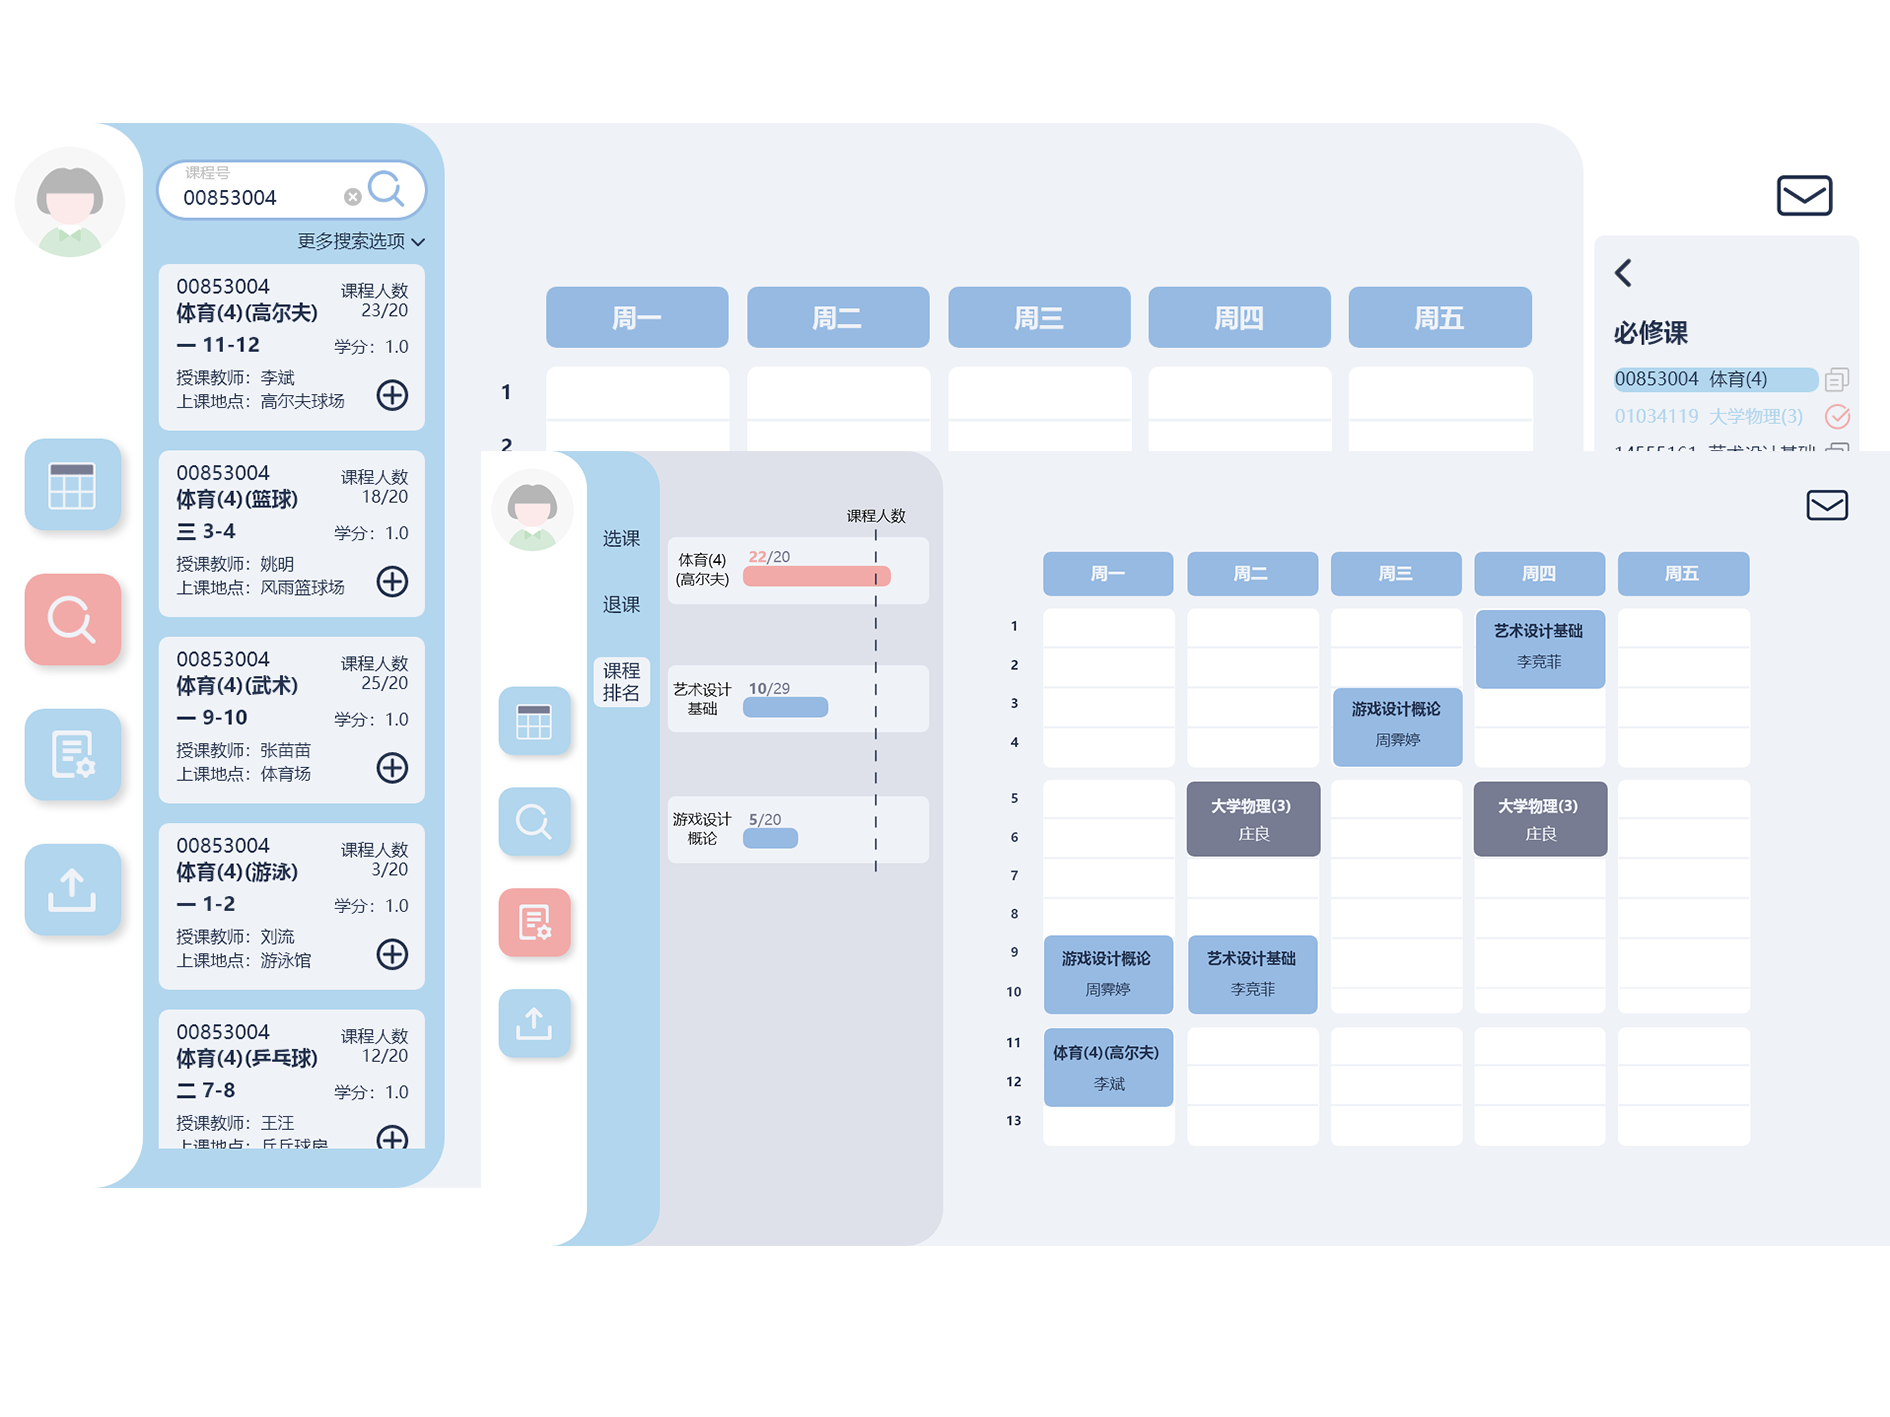 课程号
00853004
更多搜索选项
00853004
体育(4)(高尔夫)
课程人数
23/20
一 11-12
学分：1.0
授课教师：李斌
上课地点：高尔夫球场
00853004
体育(4)(篮球)
课程人数
18/20
三 3-4
学分：1.0
授课教师：姚明
上课地点：风雨篮球场
00853004
体育(4)(武术)
课程人数
25/20
一 9-10
学分：1.0
授课教师：张苗苗
上课地点：体育场
00853004
体育(4)(游泳)
课程人数
3/20
一 1-2
学分：1.0
授课教师：刘流
上课地点：游泳馆
00853004
体育(4)(乒乓球)
课程人数
12/20
二 7-8
学分：1.0
授课教师：王汪
上课地点：乒乓球房
周一 周二 周三 周四 周五
1
2
必修课
00853004 体育(4)
01034119 大学物理(3)
14555161 艺术设计基础
选课
退课
课程
排名
课程人数
体育(4)
(高尔夫)
22/20
艺术设计
基础
10/29
游戏设计
概论
5/20
周一 周二 周三 周四 周五
1
2
3
4
5
6
7
8
9
10
11
12
13
艺术设计基础
李竞菲
游戏设计概论
周霁婷
大学物理(3)
庄良
大学物理(3)
庄良
游戏设计概论
周霁婷
艺术设计基础
李竞菲
体育(4)(高尔夫)
李斌